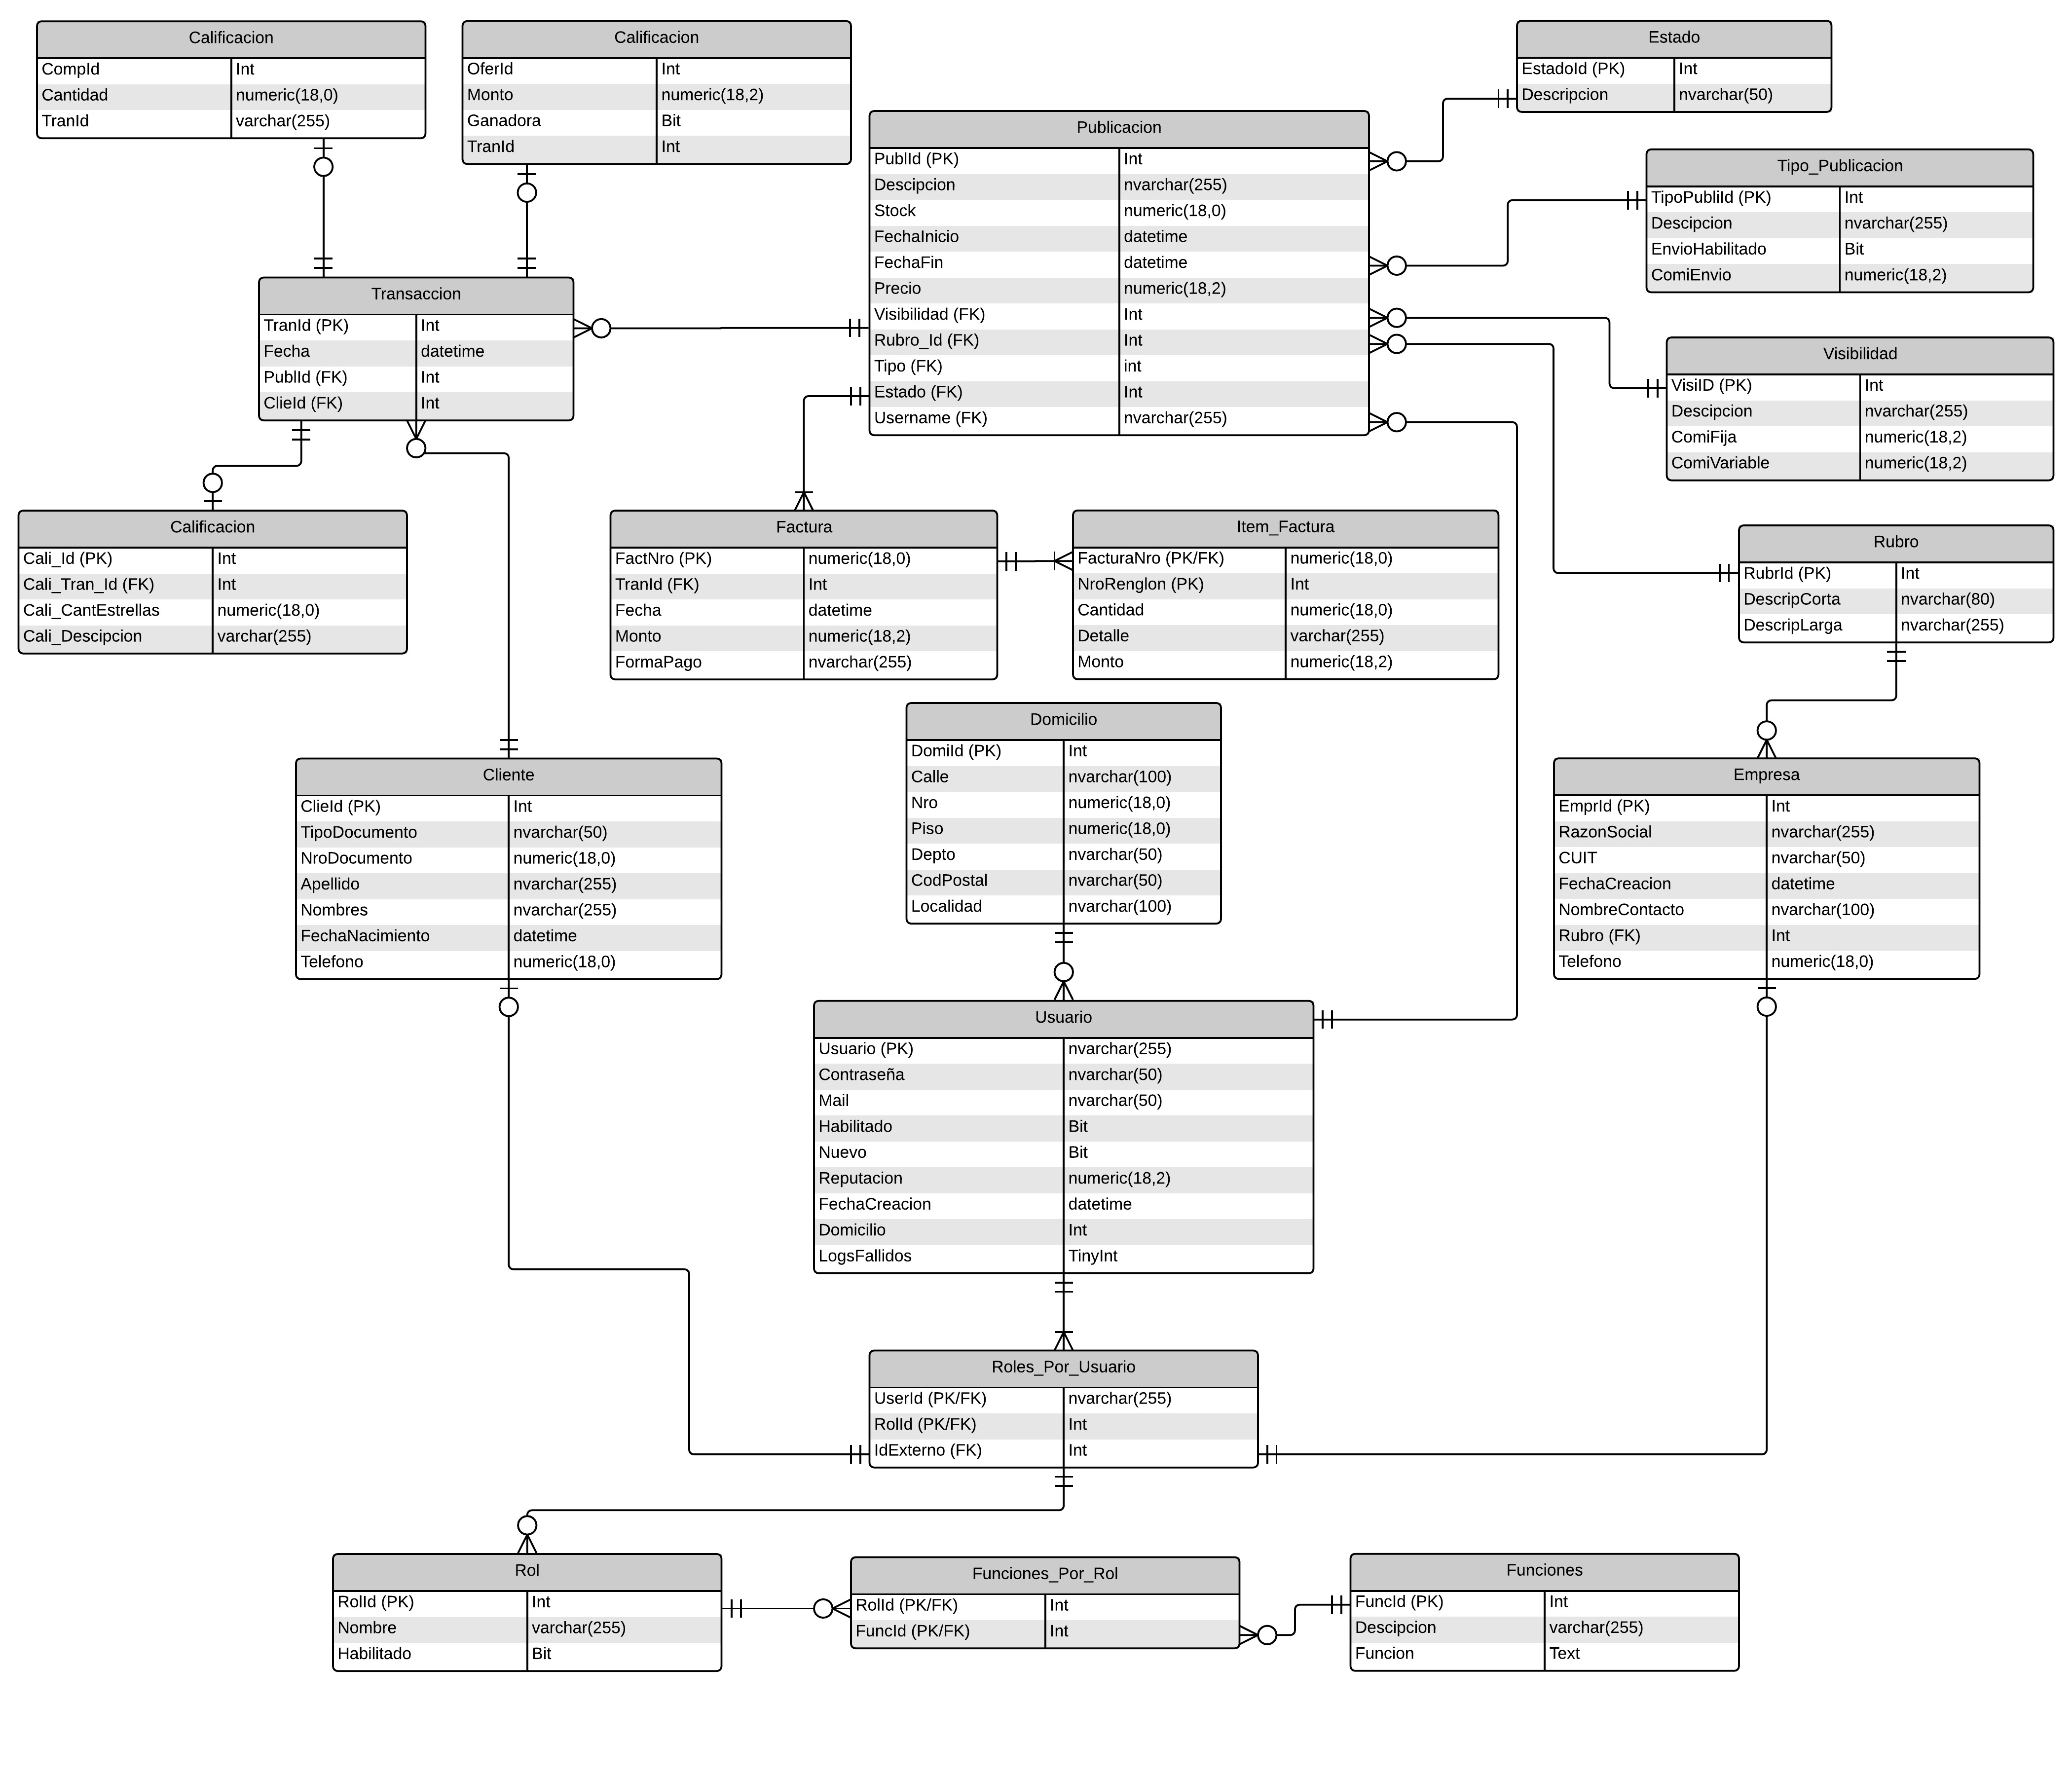 Calificacion
CompId Int
Cantidad numeric(18,0)
TranId varchar(255)
Calificacion
OferId Int
Monto numeric(18,2)
Ganadora Bit
TranId Int
Publicacion
PublId (PK) Int
Descipcion nvarchar(255)
Stock numeric(18,0)
FechaInicio datetime
FechaFin datetime
Precio numeric(18,2)
Visibilidad (FK) Int
Rubro_Id (FK) Int
Tipo (FK) int
Estado (FK) Int
Username (FK) nvarchar(255)
Estado
EstadoId (PK) Int
Descripcion nvarchar(50)
Tipo_Publicacion
TipoPubliId (PK) Int
Descipcion nvarchar(255)
EnvioHabilitado Bit
ComiEnvio numeric(18,2)
Transaccion
TranId (PK) Int
Fecha datetime
PublId (FK) Int
ClieId (FK) Int
Visibilidad
VisiID (PK) Int
Descipcion nvarchar(255)
ComiFija numeric(18,2)
ComiVariable numeric(18,2)
Calificacion
Cali_Id (PK) Int
Cali_Tran_Id (FK) Int
Cali_CantEstrellas numeric(18,0)
Cali_Descipcion varchar(255)
Factura
FactNro (PK) numeric(18,0)
TranId (FK) Int
Fecha datetime
Monto numeric(18,2)
FormaPago nvarchar(255)
Item_Factura
FacturaNro (PK/FK) numeric(18,0)
NroRenglon (PK) Int
Cantidad numeric(18,0)
Detalle varchar(255)
Monto numeric(18,2)
Rubro
RubrId (PK) Int
DescripCorta nvarchar(80)
DescripLarga nvarchar(255)
Cliente
ClieId (PK) Int
TipoDocumento nvarchar(50)
NroDocumento numeric(18,0)
Apellido nvarchar(255)
Nombres nvarchar(255)
FechaNacimiento datetime
Telefono numeric(18,0)
Domicilio
DomiId (PK) Int
Calle nvarchar(100)
Nro numeric(18,0)
Piso numeric(18,0)
Depto nvarchar(50)
CodPostal nvarchar(50)
Localidad nvarchar(100)
Empresa
EmprId (PK) Int
RazonSocial nvarchar(255)
CUIT nvarchar(50)
FechaCreacion datetime
NombreContacto nvarchar(100)
Rubro (FK) Int
Telefono numeric(18,0)
Usuario
Usuario (PK) nvarchar(255)
Contraseña nvarchar(50)
Mail nvarchar(50)
Habilitado Bit
Nuevo Bit
Reputacion numeric(18,2)
FechaCreacion datetime
Domicilio Int
LogsFallidos TinyInt
Roles_Por_Usuario
UserId (PK/FK) nvarchar(255)
RolId (PK/FK) Int
IdExterno (FK) Int
Rol
RolId (PK) Int
Nombre varchar(255)
Habilitado Bit
Funciones_Por_Rol
RolId (PK/FK) Int
FuncId (PK/FK) Int
Funciones
FuncId (PK) Int
Descipcion varchar(255)
Funcion Text